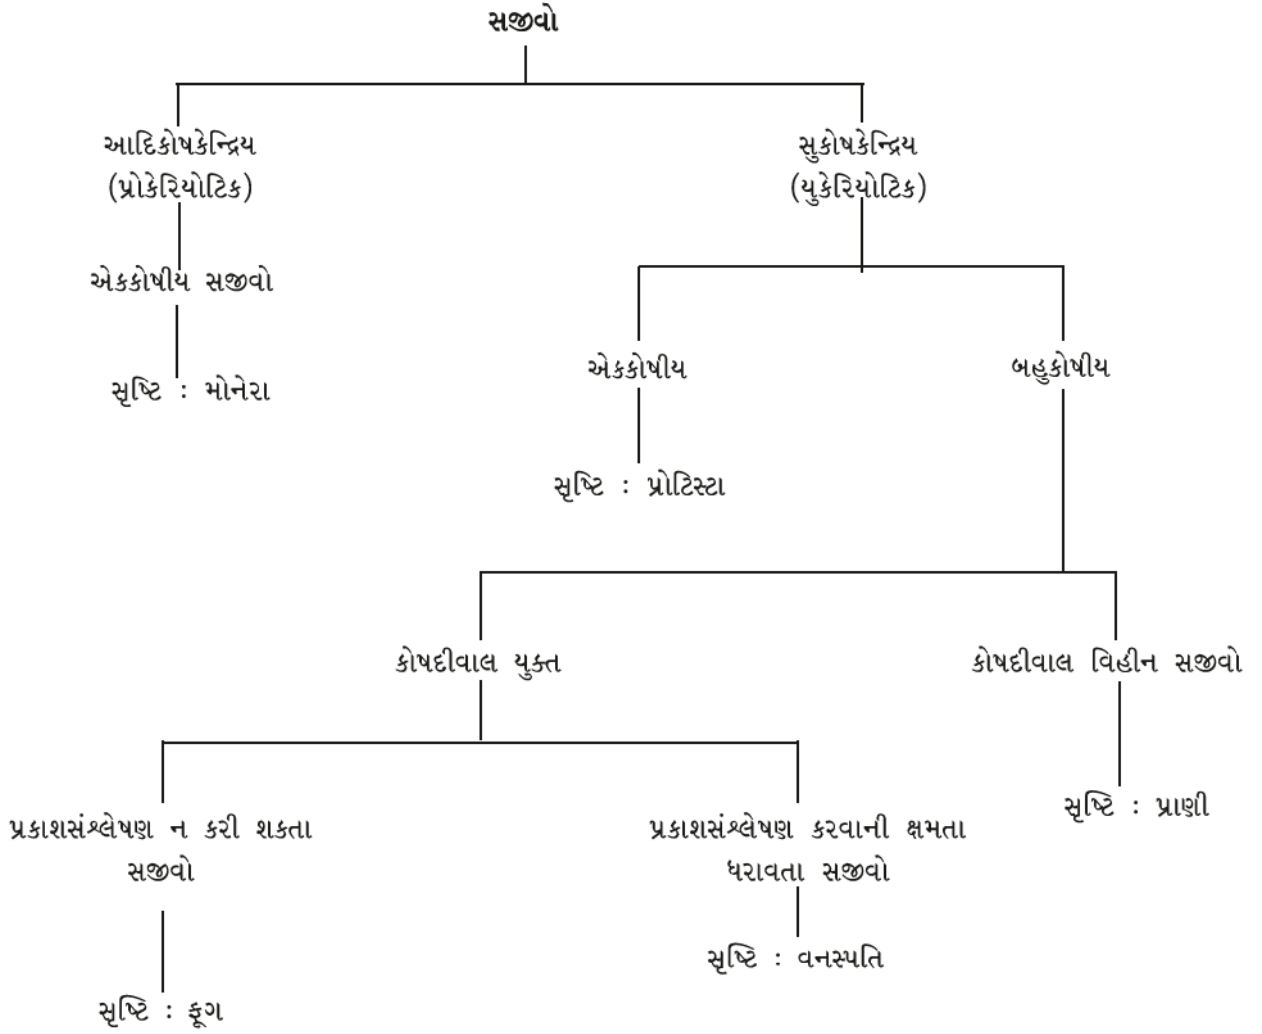 સજીવો
આદિકોષકેન્દ્રિય
(પ્રોકેરિયોટિક)
સુકોષકેન્દ્રિય
(યુકેરિયોટિક)
એકકોષીય સજીવો
સૃષ્ટિ : મોનેરા
એકકોષીય
બહુકોષીય
સૃષ્ટિ : પ્રોટિસ્ટા
કોષદીવાલ યુક્ત
કોષદીવાલ વિહીન સજીવો
સૃષ્ટિ : પ્રાણી
પ્રકાશસંશ્લેષણ ન કરી શકતા
સજીવો
પ્રકાશસંશ્લેષણ કરવાની ક્ષમતા
ધરાવતા સજીવો
સૃષ્ટિ : વનસ્પતિ
સૃષ્ટિ : ફૂગ